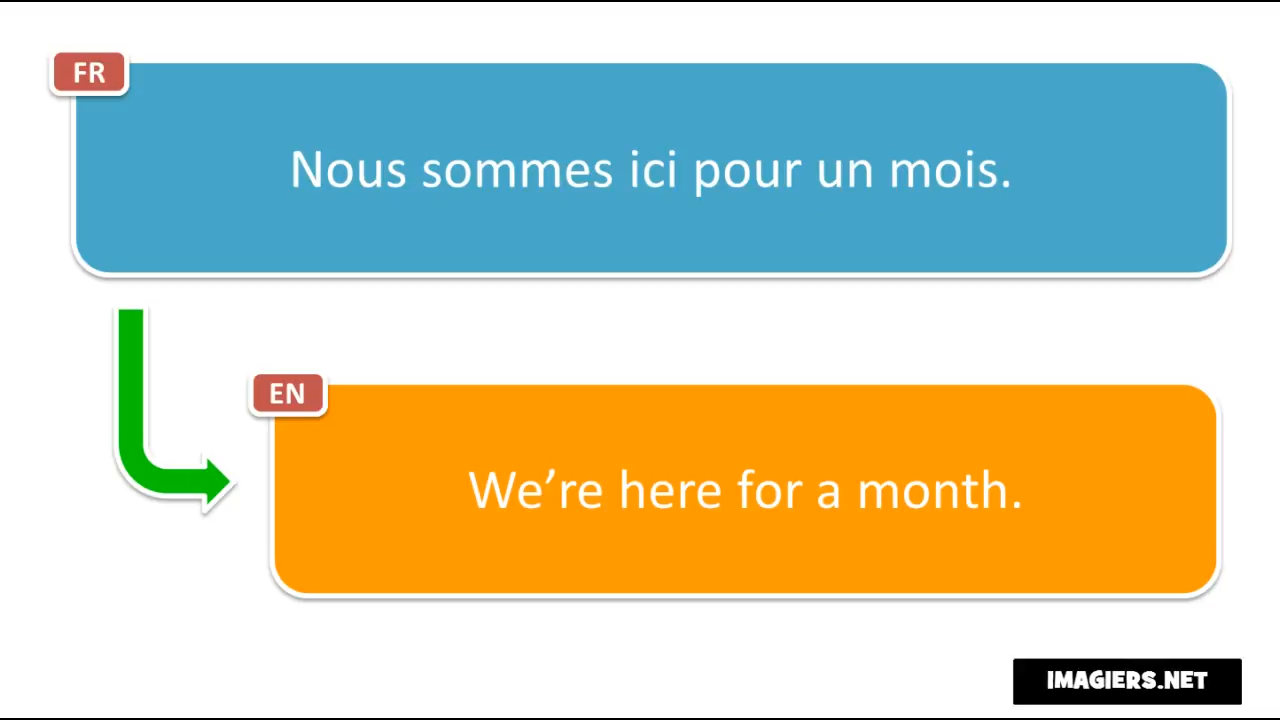 FR
Nous sommes ici pour un mois.
EN
We’re here for a month.
IMAGIERS.NET